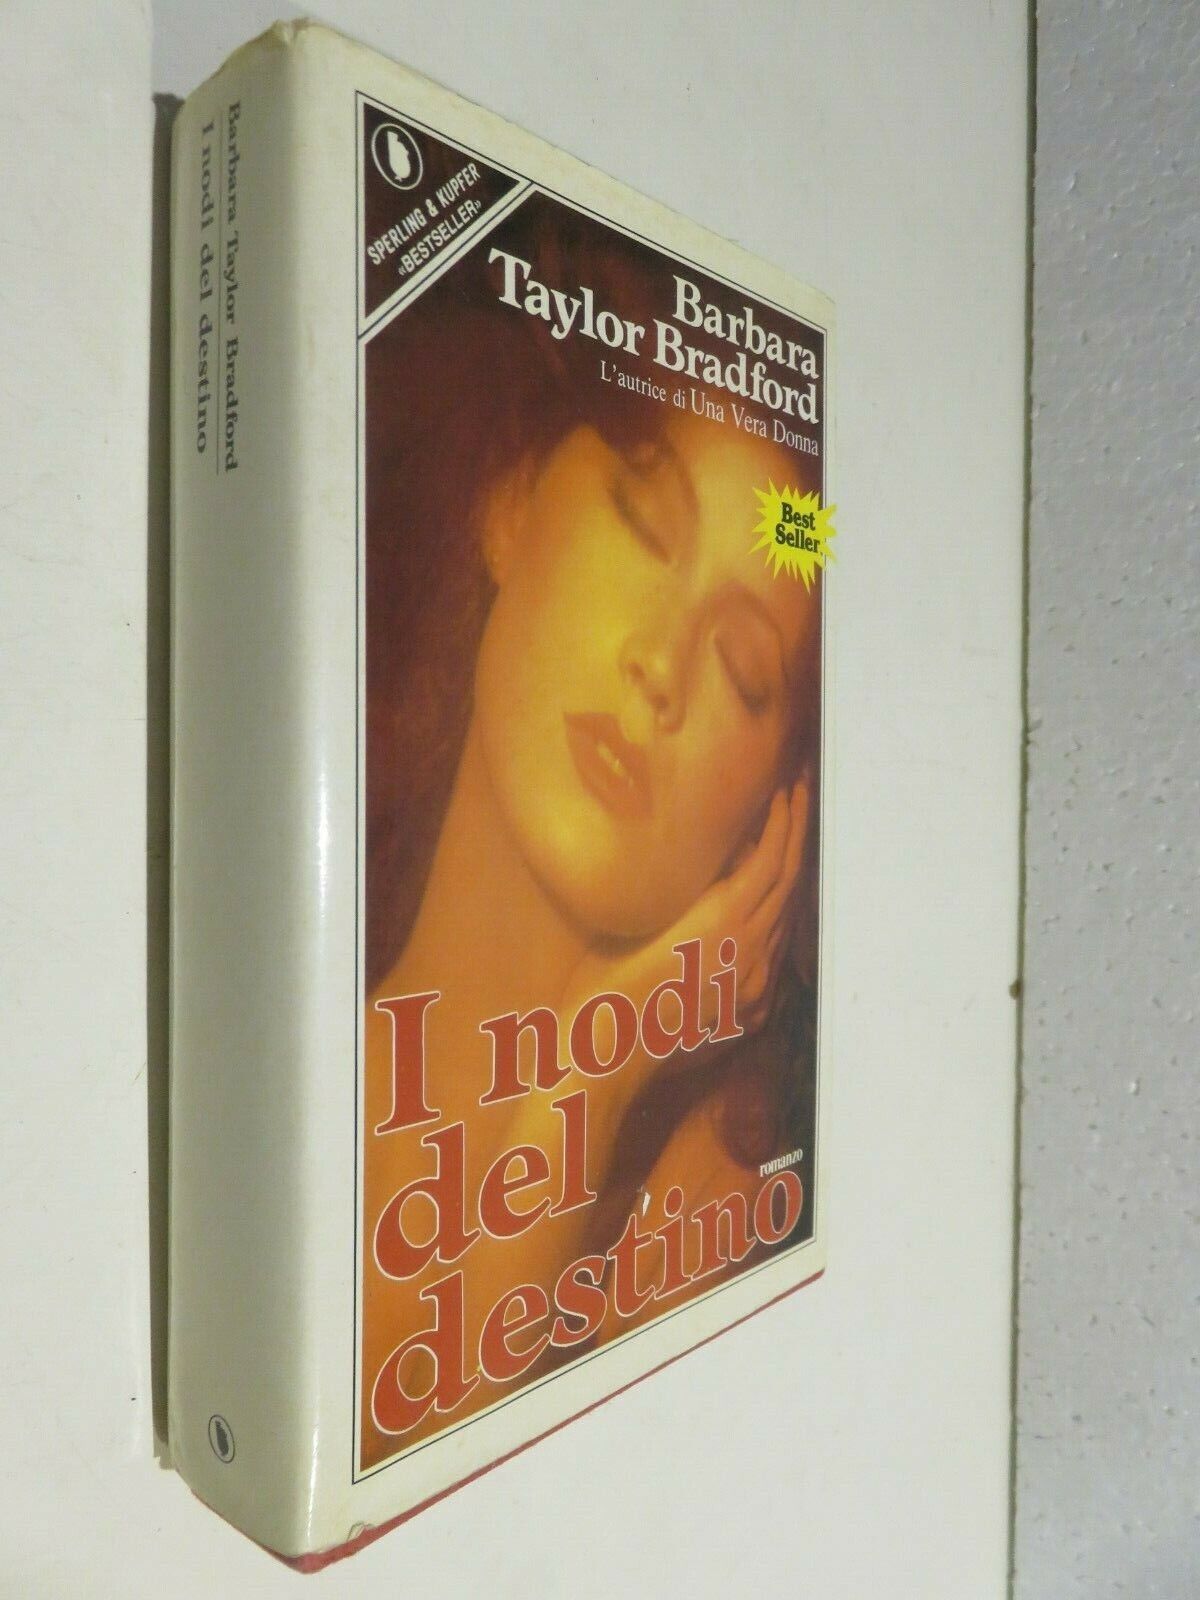 Barbara Taylor Bradford
I nodi del destino
SPERLING & KUPFER
«BESTSELLER»
Barbara
Taylor Bradford
L'autrice di Una Vera Donna
Best
Seller
I nodi
del
destino
romanzo